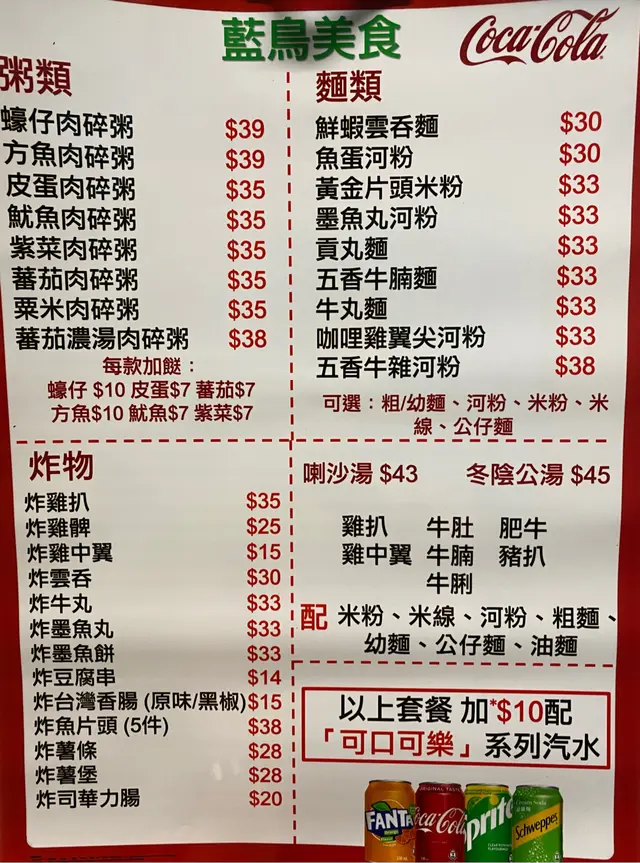 藍鳥美食
Coca-Cola
粥類
蠔仔肉碎粥 $39
方魚肉碎粥 $39
皮蛋肉碎粥 $35
魷魚肉碎粥 $35
紫菜肉碎粥 $35
蕃茄肉碎粥 $35
粟米肉碎粥 $35
蕃茄濃湯肉碎粥 $38
每款加餸：
蠔仔 $10 皮蛋$7 蕃茄$7
方魚$10 魷魚$7 紫菜$7
麵類
鮮蝦雲吞麵 $30
魚蛋河粉 $30
黃金片頭米粉 $33
墨魚丸河粉 $33
貢丸麵 $33
五香牛腩麵 $33
牛丸麵 $33
咖哩雞翼尖河粉 $33
五香牛雜河粉 $38
可選：粗/幼麵、河粉、米粉、米
線、公仔麵
炸物
炸雞扒 $35
炸雞髀 $25
炸雞中翼 $15
炸雲吞 $30
炸牛丸 $33
炸墨魚丸 $33
炸墨魚餅 $33
炸豆腐串 $14
炸台灣香腸 (原味/黑椒) $15
炸魚片頭 (5件) $38
炸薯條 $28
炸薯堡 $28
炸司華力腸 $20
喇沙湯 $43 冬陰公湯 $45
雞扒 牛肚 肥牛
雞中翼 牛腩 豬扒
牛脷
配 米粉、米線、河粉、粗麵、
幼麵、公仔麵、油麵
以上套餐 加*$10配
「可口可樂」系列汽水
FANTA
ORIGINAL TASTE
Coca-Cola
Sprite
Cream Soda
Schweppes